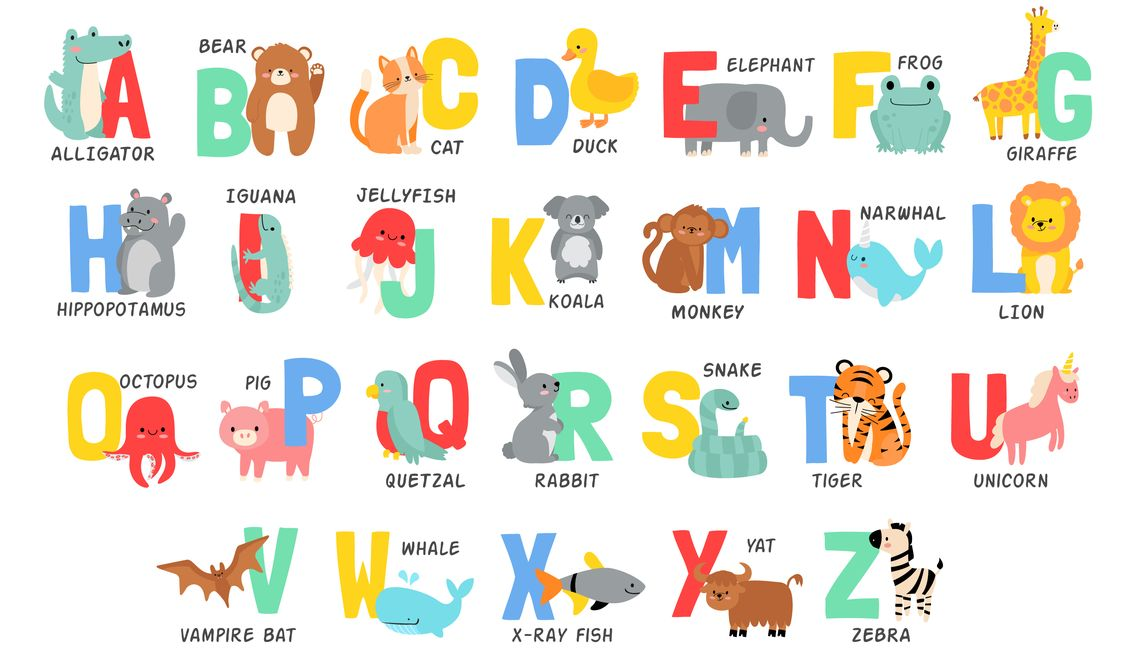 A
ALLIGATOR
B
BEAR
C
CAT
D
DUCK
E
ELEPHANT
F
FROG
G
GIRAFFE
H
HIPPOPOTAMUS
I
IGUANA
J
JELLYFISH
K
KOALA
M
MONKEY
N
NARWHAL
L
LION
O
OCTOPUS
P
PIG
Q
QUETZAL
R
RABBIT
S
SNAKE
T
TIGER
U
UNICORN
V
VAMPIRE BAT
W
WHALE
X
X-RAY FISH
Y
YAT
Z
ZEBRA